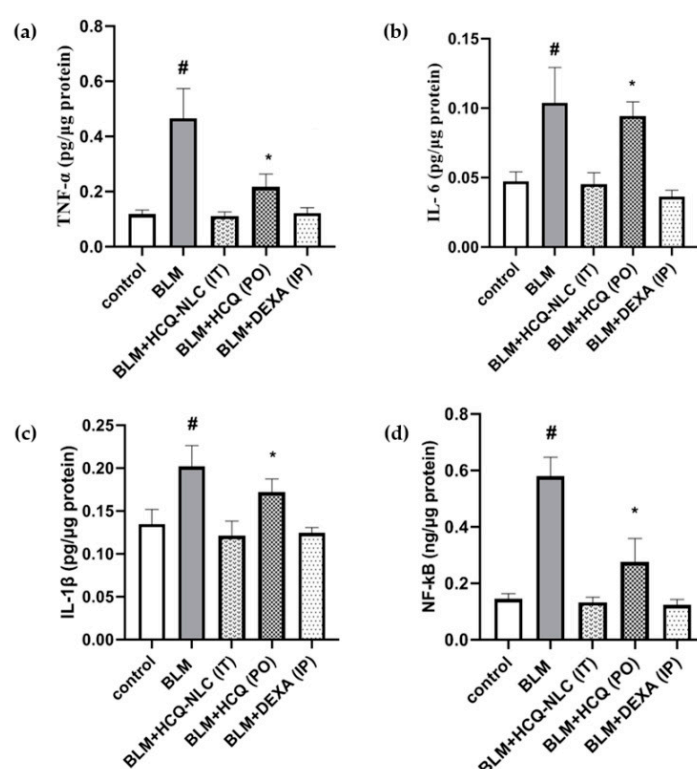 (a)
TNF-α (pg/μg protein)
0.8
0.6
0.4
0.2
0.0
#
*
control
BLM
BLM+HCQ-NLC (IT)
BLM+HCQ (PO)
BLM+DEXA (IP)
(b)
IL- 6 (pg/μg protein)
0.15
0.10
0.05
0.00
#
*
control
BLM
BLM+HCQ-NLC (IT)
BLM+HCQ (PO)
BLM+DEXA (IP)
(c)
IL-1β (pg/μg protein)
0.25
0.20
0.15
0.10
0.05
0.00
#
*
control
BLM
BLM+HCQ-NLC (IT)
BLM+HCQ (PO)
BLM+DEXA (IP)
(d)
NF-kB (ng/μg protein)
0.8
0.6
0.4
0.2
0.0
#
*
control
BLM
BLM+HCQ-NLC (IT)
BLM+HCQ (PO)
BLM+DEXA (IP)